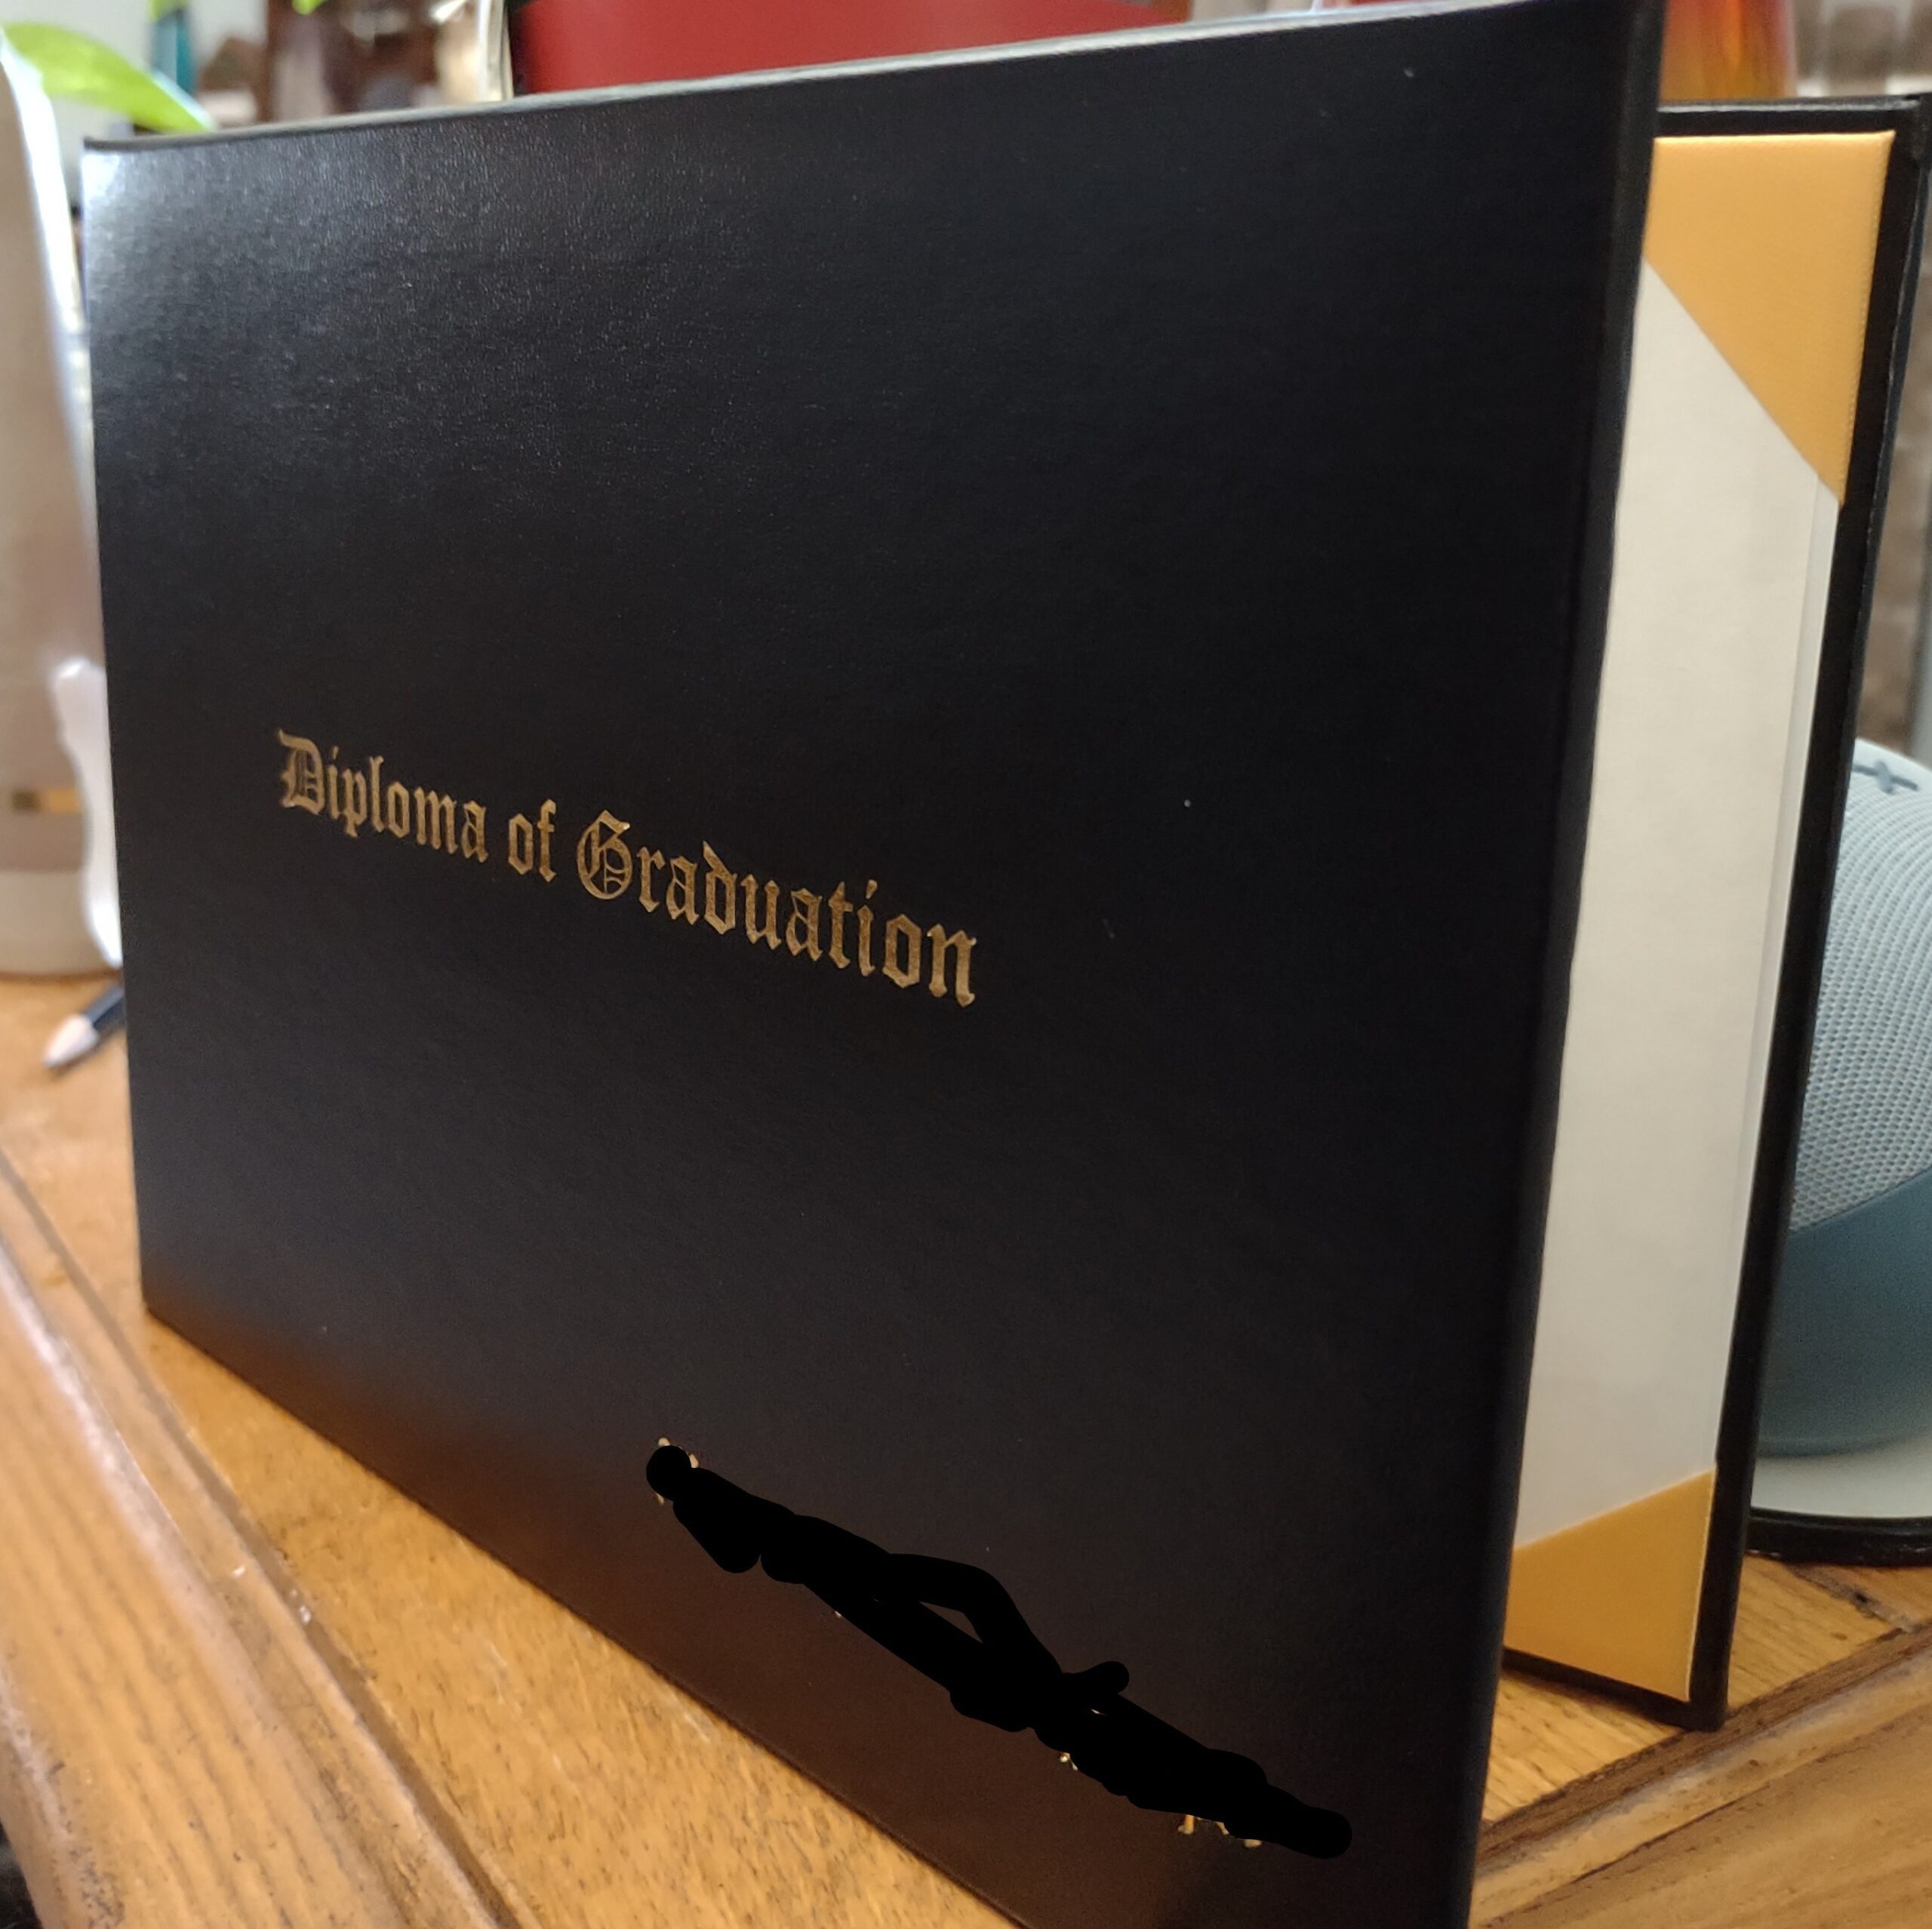 Diploma of Graduation